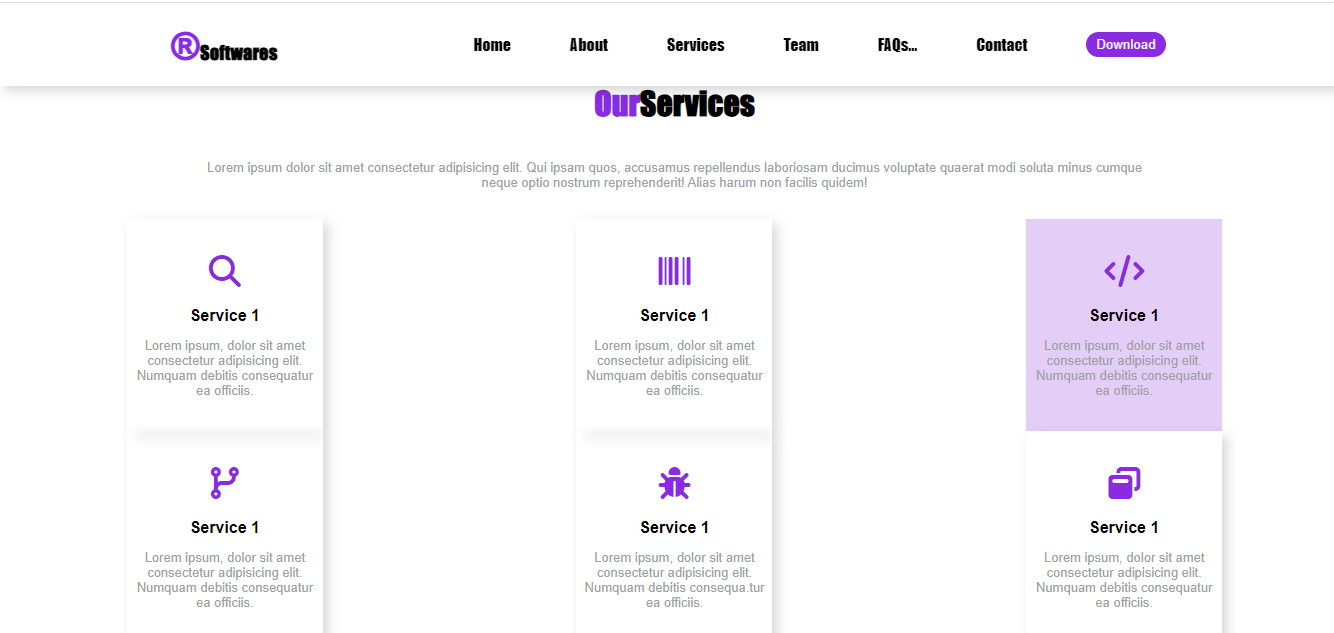 ®Softwares
Home About Services Team FAQs... Contact Download
OurServices
Lorem ipsum dolor sit amet consectetur adipisicing elit. Qui ipsam quos, accusamus repellendus laboriosam ducimus voluptate quaerat modi soluta minus cumque
neque optio nostrum reprehenderit! Alias harum non facilis quidem!
Service 1
Lorem ipsum, dolor sit amet
consectetur adipisicing elit.
Numquam debitis consequatur
ea officiis.
Service 1
Lorem ipsum, dolor sit amet
consectetur adipisicing elit.
Numquam debitis consequatur
ea officiis.
Service 1
Lorem ipsum, dolor sit amet
consectetur adipisicing elit.
Numquam debitis consequatur
ea officiis.
Service 1
Lorem ipsum, dolor sit amet
consectetur adipisicing elit.
Numquam debitis consequatur
ea officiis.
Service 1
Lorem ipsum, dolor sit amet
consectetur adipisicing elit.
Numquam debitis consequa.tur
ea officiis.
Service 1
Lorem ipsum, dolor sit amet
consectetur adipisicing elit.
Numquam debitis consequatur
ea officiis.